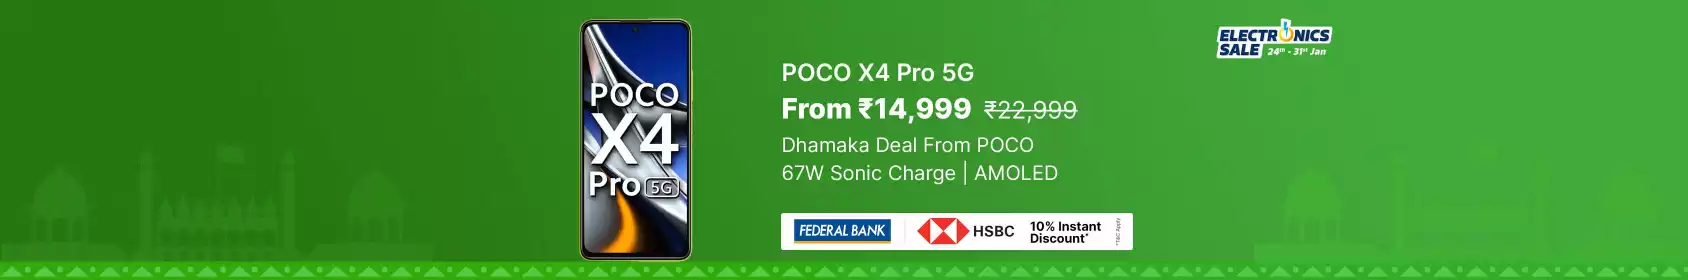 POCO
X4
Pro 5G
POCO X4 Pro 5G
From ₹14,999 ₹22,999
Dhamaka Deal From POCO
67W Sonic Charge | AMOLED
FEDERAL BANK
HSBC
10% Instant
Discount*
*T&C Apply
ELECTRONICS
SALE 24th - 31st Jan